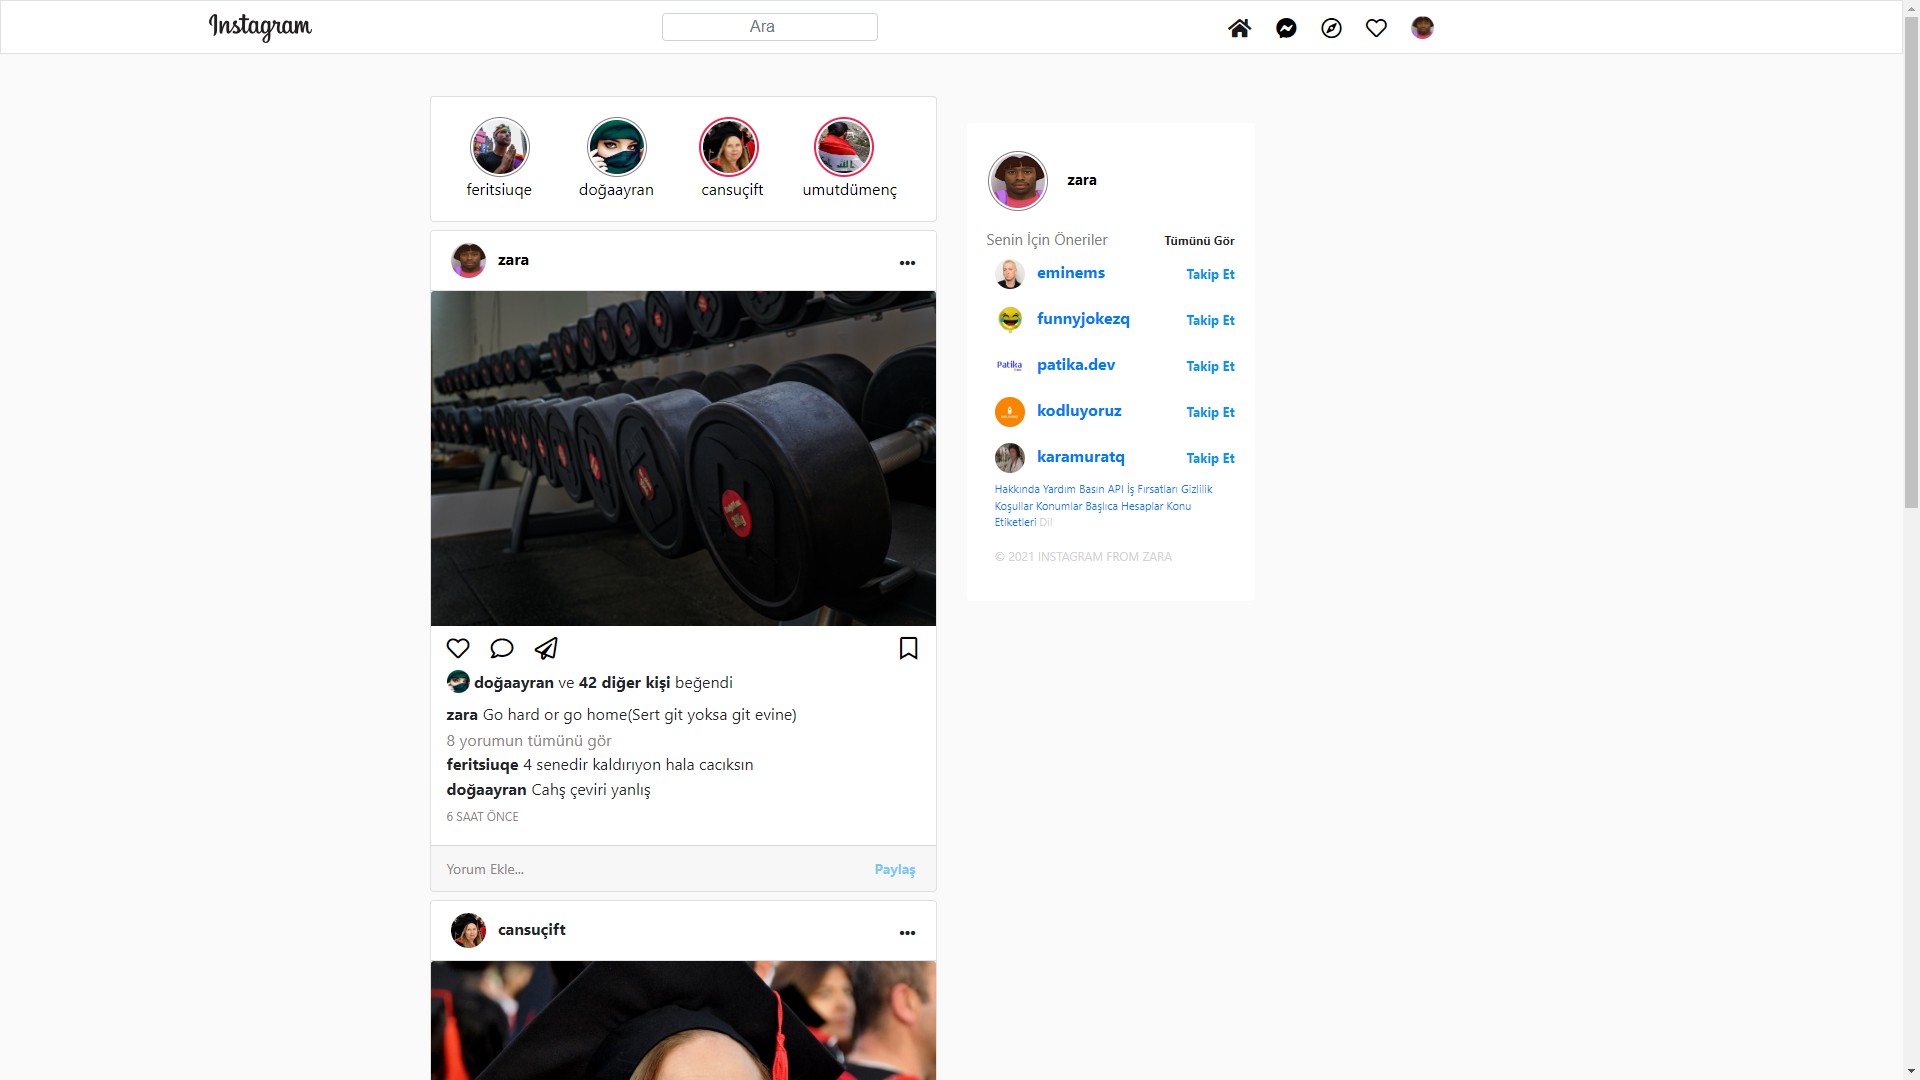 Instagram
Ara
feritsiuqe
doğaayran
cansuçift
umutdümenç
zara
zara
Senin İçin Öneriler
Tümünü Gör
eminems
Takip Et
funnyjokezq
Takip Et
Patika
patika.dev
Takip Et
kodluyoruz
Takip Et
karamuratq
Takip Et
Hakkında Yardım Basın API İş Fırsatları Gizlilik
Koşullar Konumlar Başlıca Hesaplar Konu
Etiketleri Dil
© 2021 INSTAGRAM FROM ZARA
doğaayran ve 42 diğer kişi beğendi
zara Go hard or go home(Sert git yoksa git evine)
8 yorumun tümünü gör
feritsiuqe 4 senedir kaldırıyon hala cacıksın
doğaayran Cahş çeviri yanlış
6 SAAT ÖNCE
Yorum Ekle...
Paylaş
cansuçift